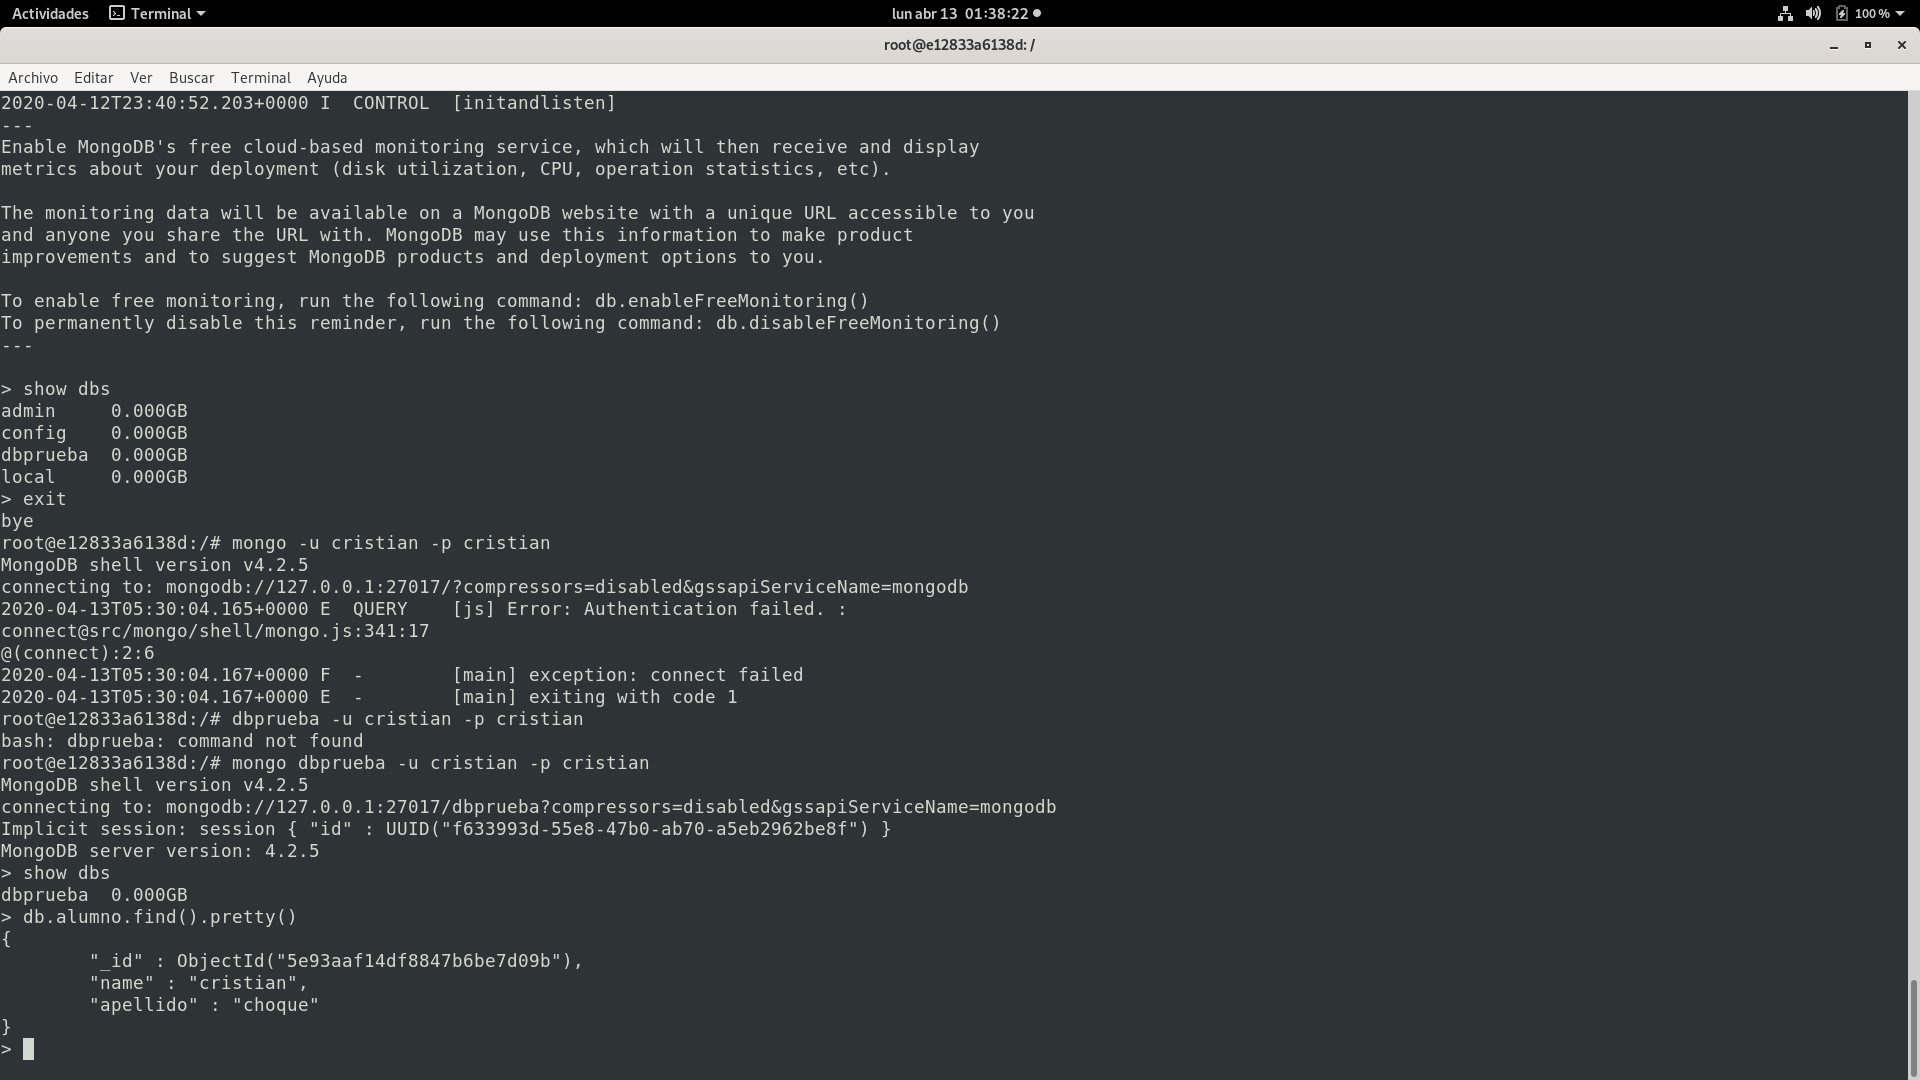 Actividades Terminal lun abr 13 01:38:22 100 %
root@e12833a6138d: /
Archivo Editar Ver Buscar Terminal Ayuda
2020-04-12T23:40:52.203+0000 I  CONTROL  [initandlisten]
---
Enable MongoDB's free cloud-based monitoring service, which will then receive and display
metrics about your deployment (disk utilization, CPU, operation statistics, etc).

The monitoring data will be available on a MongoDB website with a unique URL accessible to you
and anyone you share the URL with. MongoDB may use this information to make product
improvements and to suggest MongoDB products and deployment options to you.

To enable free monitoring, run the following command: db.enableFreeMonitoring()
To permanently disable this reminder, run the following command: db.disableFreeMonitoring()
---

> show dbs
admin     0.000GB
config    0.000GB
dbprueba  0.000GB
local     0.000GB
> exit
bye
root@e12833a6138d:/# mongo -u cristian -p cristian
MongoDB shell version v4.2.5
connecting to: mongodb://127.0.0.1:27017/?compressors=disabled&gssapiServiceName=mongodb
2020-04-13T05:30:04.165+0000 E  QUERY    [js] Error: Authentication failed. :
connect@src/mongo/shell/mongo.js:341:17
@(connect):2:6
2020-04-13T05:30:04.167+0000 F  -        [main] exception: connect failed
2020-04-13T05:30:04.167+0000 E  -        [main] exiting with code 1
root@e12833a6138d:/# dbprueba -u cristian -p cristian
bash: dbprueba: command not found
root@e12833a6138d:/# mongo dbprueba -u cristian -p cristian
MongoDB shell version v4.2.5
connecting to: mongodb://127.0.0.1:27017/dbprueba?compressors=disabled&gssapiServiceName=mongodb
Implicit session: session { "id" : UUID("f633993d-55e8-47b0-ab70-a5eb2962be8f") }
MongoDB server version: 4.2.5
> show dbs
dbprueba  0.000GB
> db.alumno.find().pretty()
{
        "_id" : ObjectId("5e93aaf14df8847b6be7d09b"),
        "name" : "cristian",
        "apellido" : "choque"
}
>